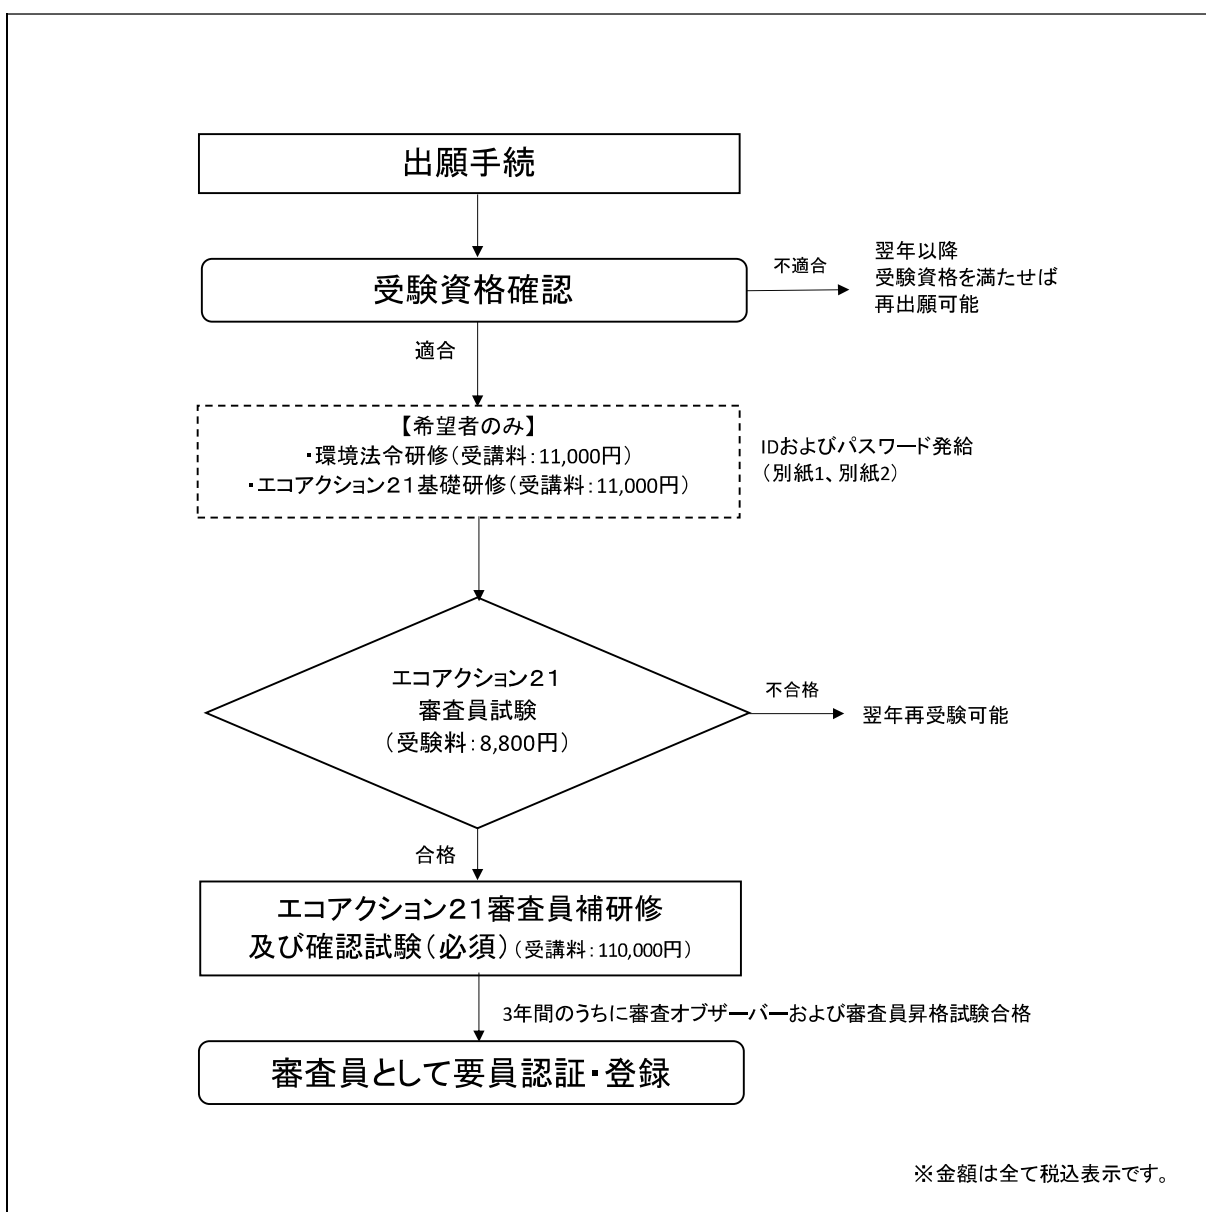 出願手続
受験資格確認
不適合
翌年以降
受験資格を満たせば
再出願可能
適合
【希望者のみ】
・環境法令研修(受講料:11,000円)
・エコアクション21基礎研修(受講料:11,000円)
IDおよびパスワード発給
(別紙1、別紙2)
エコアクション21
審査員試験
(受験料:8,800円)
不合格
翌年再受験可能
合格
エコアクション21審査員補研修
及び確認試験(必須)(受講料:110,000円)
3年間のうちに審査オブザーバーおよび審査員昇格試験合格
審査員として要員認証・登録
※金額は全て税込表示です。